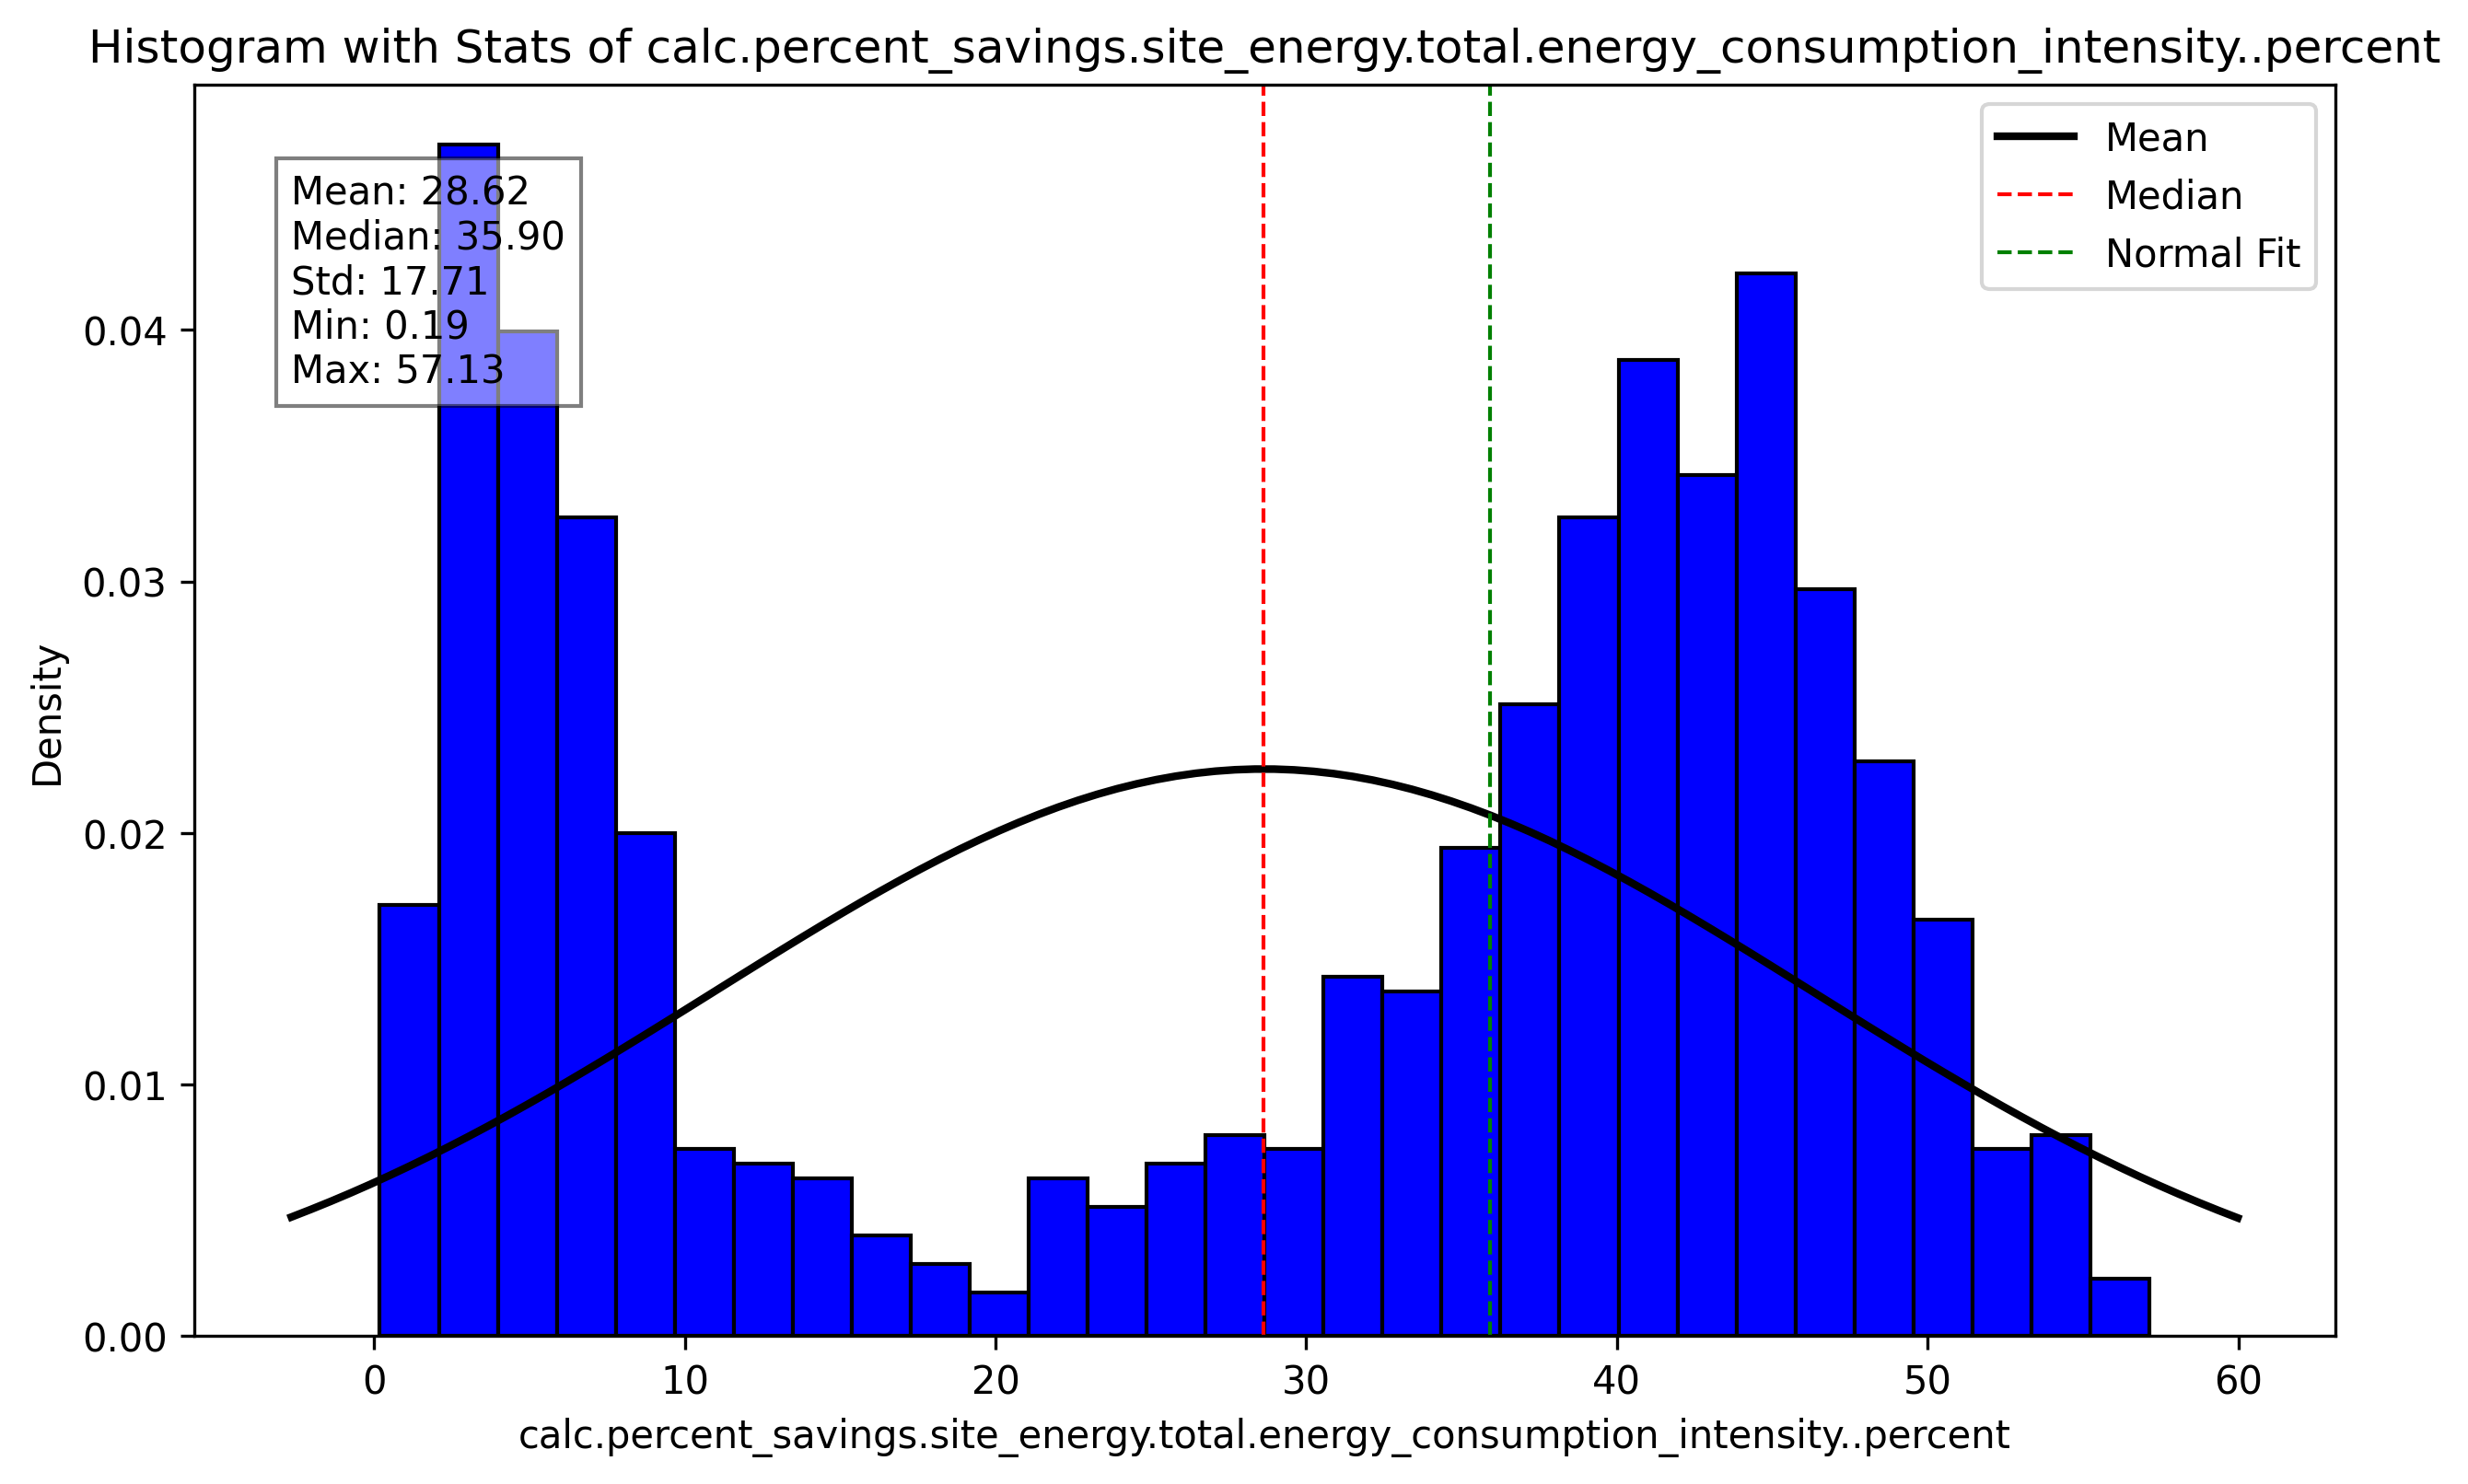 Histogram with Stats of calc.percent_savings.site_energy.total.energy_consumption_intensity..percent
Mean
Median
Normal Fit
Mean: 28.62
Median: 35.90
Std: 17.71
Min: 0.19
Max: 57.13
Density
0.04
0.03
0.02
0.01
0.00
0 10 20 30 40 50 60
calc.percent_savings.site_energy.total.energy_consumption_intensity..percent